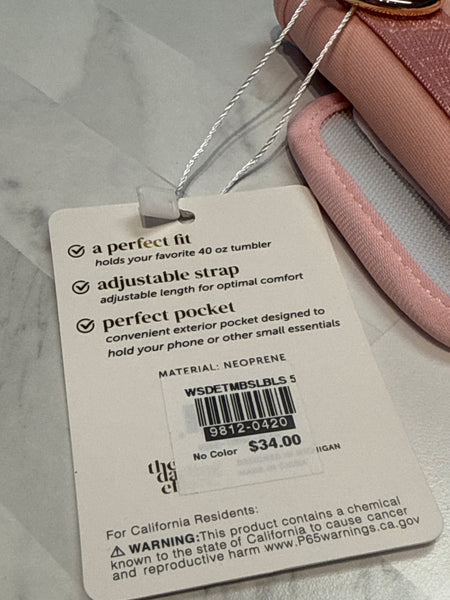 a perfect fit
holds your favorite 40 oz tumbler
adjustable strap
adjustable length for optimal comfort
perfect pocket
convenient exterior pocket designed to
hold your phone or other small essentials
MATERIAL: NEOPRENE
WSDETMBSLBLS 5
9812-0420
No Color $34.00
the
For California Residents:
⚠ WARNING: This product contains a chemical
known to the state of California to cause cancer
and reproductive harm www.P65warnings.ca.gov